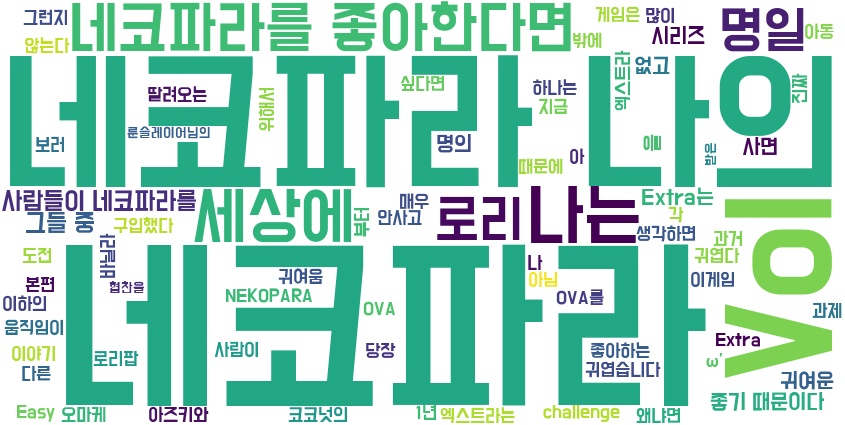 그런지 네코파라를 좋아한다면 게임은 많이
않는다 밖에 시리즈 명일 아동
네코파라 나의
딸려오는 위해서 싶다면 하나는 지금 엑스트라 없고 진짜
보러 룬슬레이어님의 명의 때문에 아 를 받은 사면
사람들이 네코파라를 세상에 부터 매우 로리 나는 Extra는
그들 중 구입했다 안사고 각 생각하면
도전 바닐라 과거
귀엽다
VOI
네코파라
본편 협찬을 귀여움 나 아님 이게임
이하의 NEKOPARA OVA OVA를 과제
움직임이
이야기 로리팝 사람이 당장 좋아하는 Extra ω'
다른 귀엽습니다 귀여운
좋기 때문이다
Easy 오마케 아즈키와 코코넛의 1년 엑스트라는 challenge 왜냐면